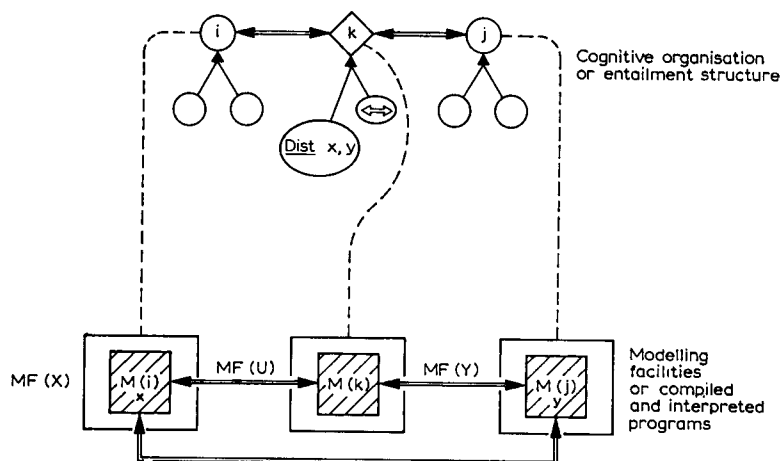 i
k
j
Cognitive organisation
or entailment structure
Dist x, y
MF (X)
M(i)
x
MF (U)
M(k)
MF (Y)
M(j)
y
Modelling
facilities
or compiled
and interpreted
programs